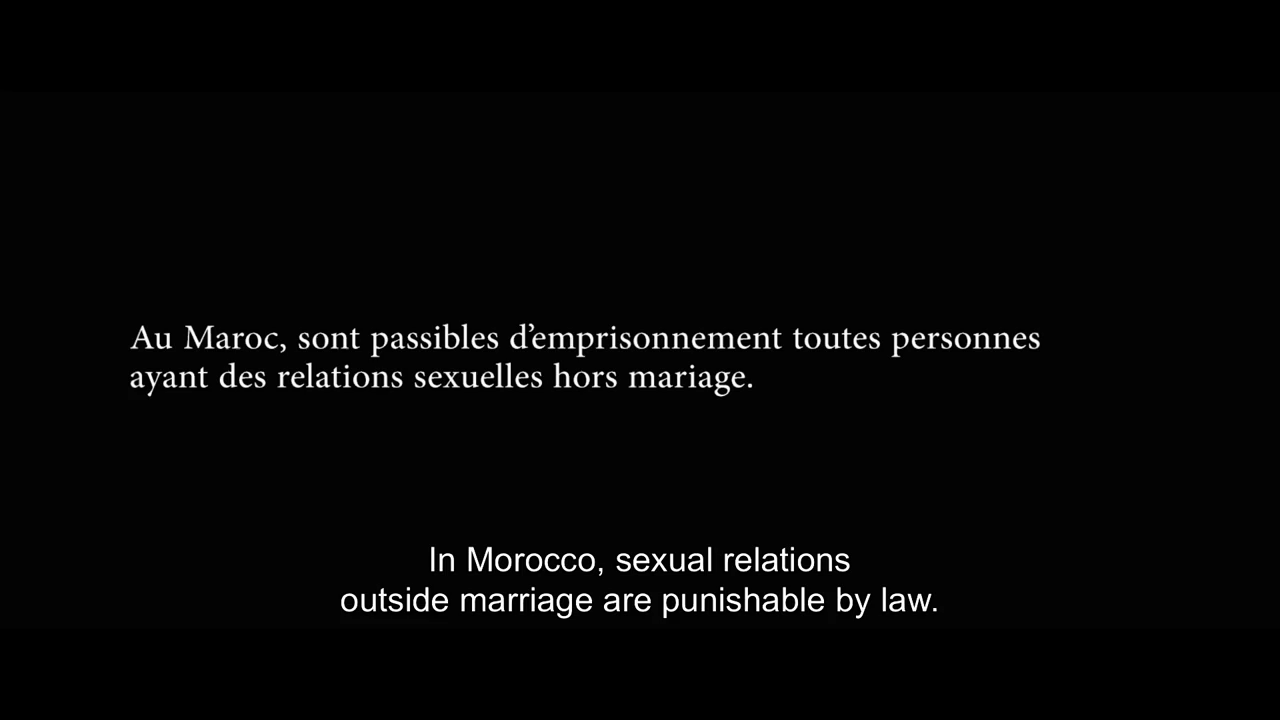 Au Maroc, sont passibles d’emprisonnement toutes personnes
ayant des relations sexuelles hors mariage.
In Morocco, sexual relations
outside marriage are punishable by law.